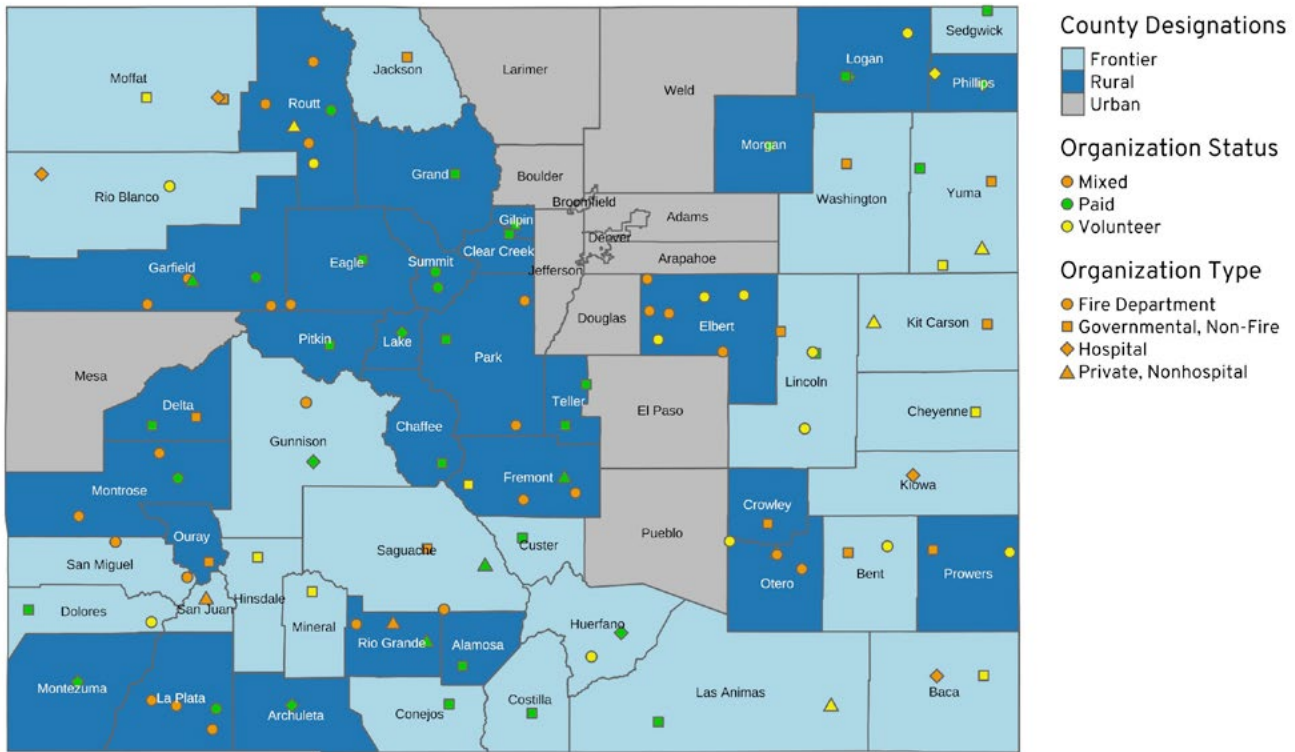 County Designations
Frontier
Rural
Urban
Organization Status
Mixed
Paid
Volunteer
Organization Type
Fire Department
Governmental, Non-Fire
Hospital
Private, Nonhospital
Sedgwick
Logan
Jackson
Larimer
Moffat
Weld
Phillips
Routt
Morgan
Grand
Boulder
Rio Blanco
Washington
Yuma
Broomfield
Gilpin
Adams
Denver
Clear Creek
Arapahoe
Garfield
Eagle
Summit
Jefferson
Douglas
Elbert
Kit Carson
Pitkin
Lake
Park
Mesa
Lincoln
Teller
Delta
El Paso
Cheyenne
Chaffee
Gunnison
Fremont
Kiowa
Montrose
Crowley
Ouray
Pueblo
Saguache
Custer
San Miguel
Bent
Prowers
Otero
Hinsdale
Dolores
San Juan
Mineral
Huerfano
Rio Grande
Alamosa
Montezuma
La Plata
Las Animas
Baca
Costilla
Archuleta
Conejos